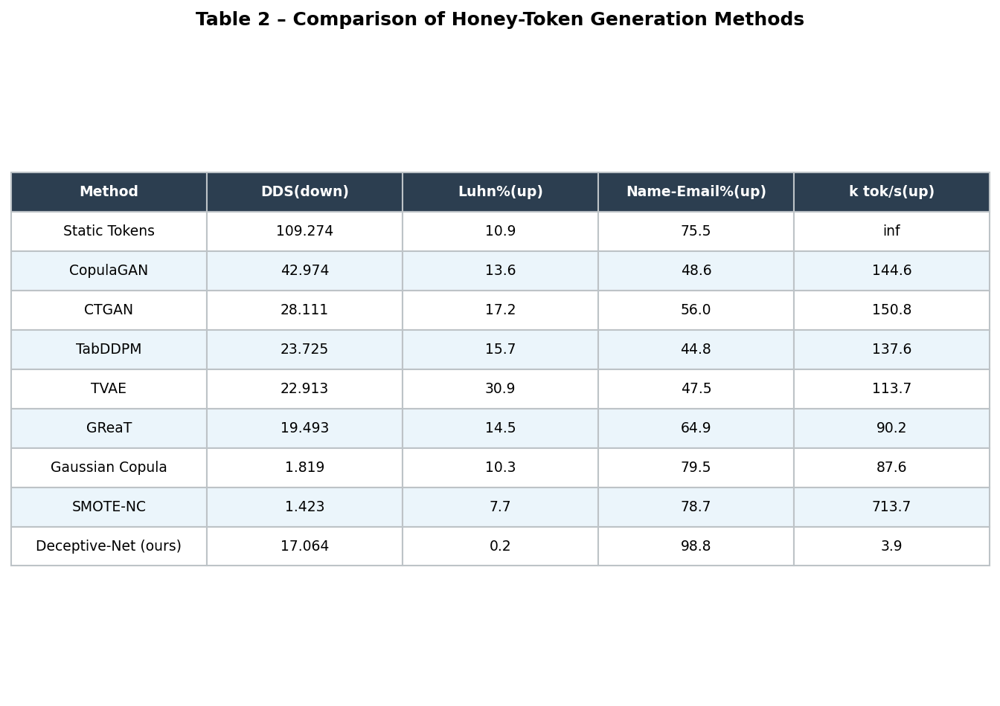 Table 2 – Comparison of Honey-Token Generation Methods
Method DDS(down) Luhn%(up) Name-Email%(up) k tok/s(up)
Static Tokens 109.274 10.9 75.5 inf
CopulaGAN 42.974 13.6 48.6 144.6
CTGAN 28.111 17.2 56.0 150.8
TabDDPM 23.725 15.7 44.8 137.6
TVAE 22.913 30.9 47.5 113.7
GReaT 19.493 14.5 64.9 90.2
Gaussian Copula 1.819 10.3 79.5 87.6
SMOTE-NC 1.423 7.7 78.7 713.7
Deceptive-Net (ours) 17.064 0.2 98.8 3.9